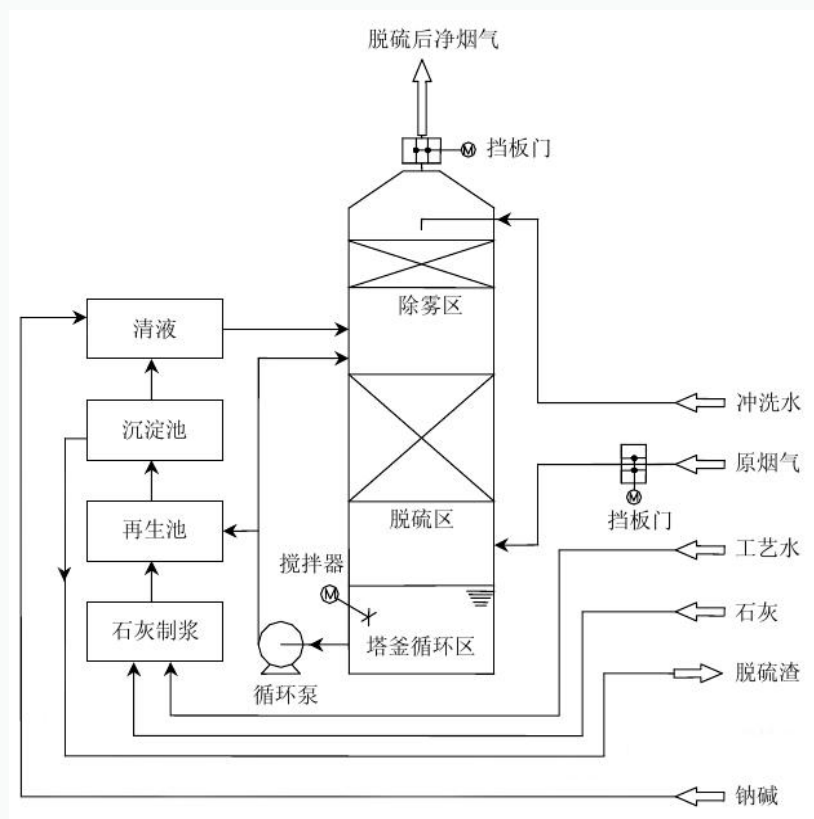 脱硫后净烟气
M
挡板门
除雾区
清液
冲洗水
沉淀池
原烟气
M
挡板门
脱硫区
再生池
工艺水
搅拌器
M
石灰
石灰制浆
塔釜循环区
循环泵
脱硫渣
钠碱